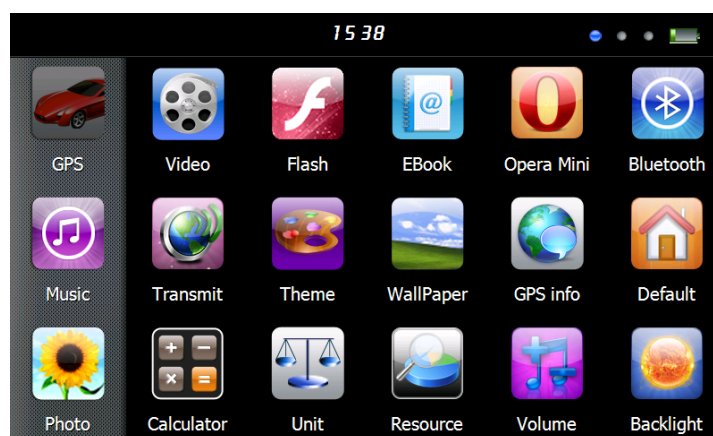 15 38
GPS Video Flash EBook Opera Mini Bluetooth
Music Transmit Theme WallPaper GPS info Default
Photo Calculator Unit Resource Volume Backlight